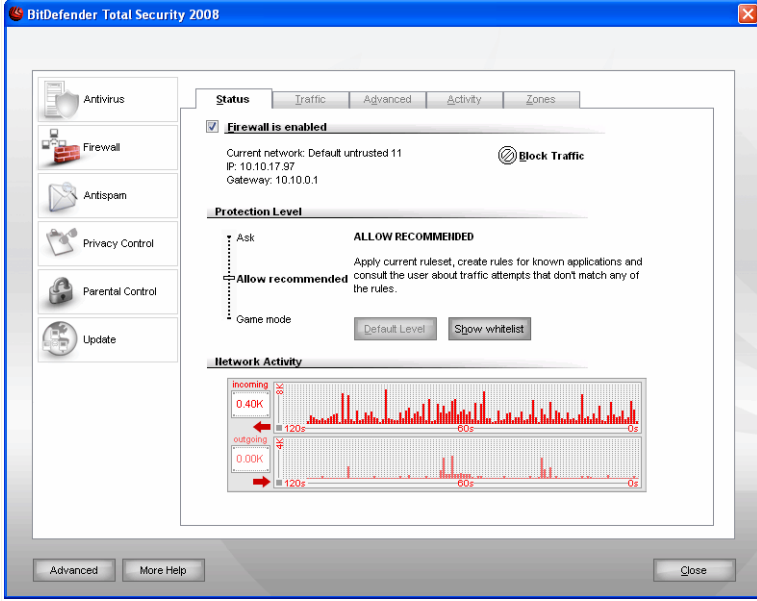 BitDefender Total Security 2008
Antivirus
Firewall
Antispam
Privacy Control
Parental Control
Update
Status Traffic Advanced Activity Zones
Firewall is enabled
Current network: Default untrusted 11
IP: 10.10.17.97
Gateway: 10.10.0.1
Block Traffic
Protection Level
Ask
Allow recommended
Game mode
ALLOW RECOMMENDED
Apply current ruleset, create rules for known applications and
consult the user about traffic attempts that don't match any of
the rules.
Default Level Show whitelist
Network Activity
incoming
0.40K
8K
120s 60s 0s
outgoing
0.00K
4K
120s 60s 0s
Advanced More Help Close